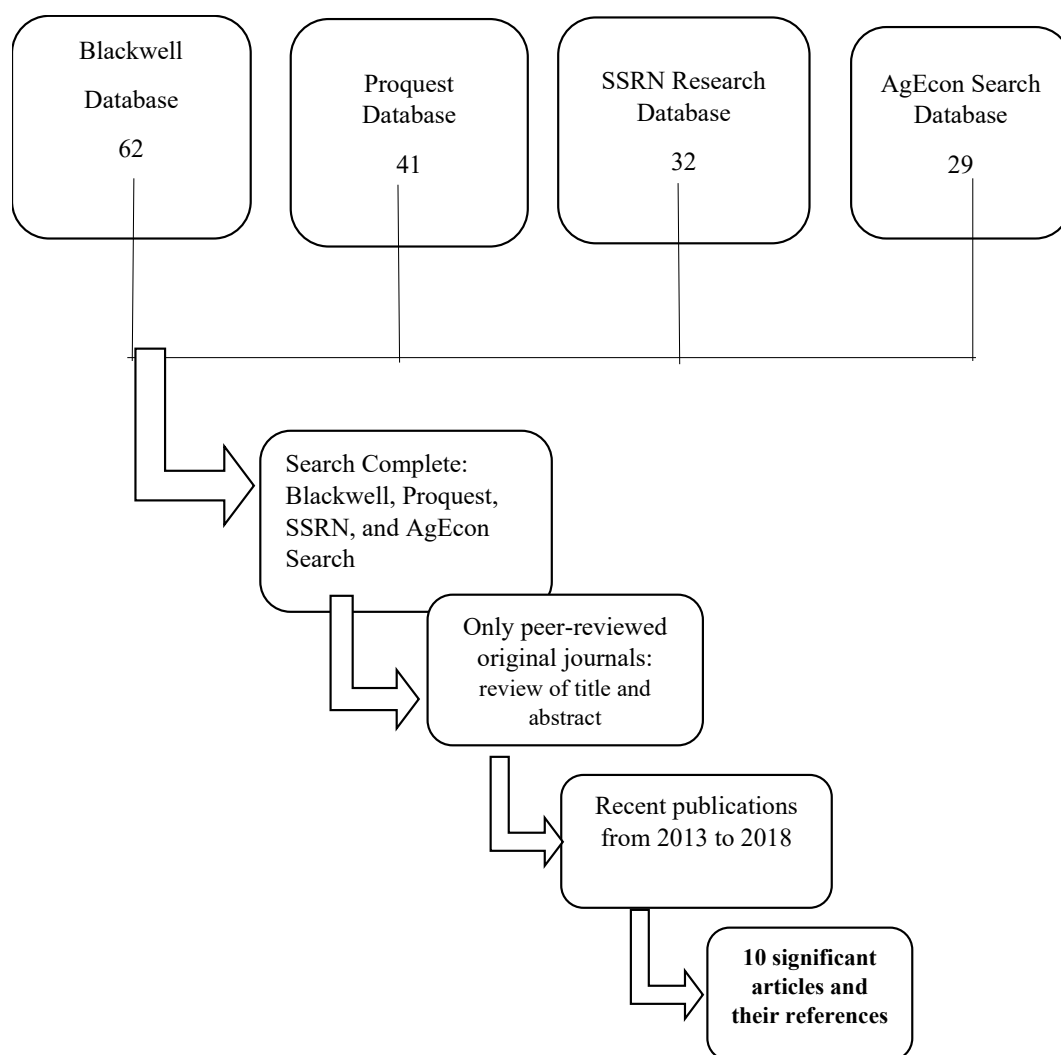 Blackwell
Database
62
Proquest
Database
41
SSRN Research
Database
32
AgEcon Search
Database
29
Search Complete:
Blackwell, Proquest,
SSRN, and AgEcon
Search
Only peer-reviewed
original journals:
review of title and
abstract
Recent publications
from 2013 to 2018
10 significant
articles and
their references